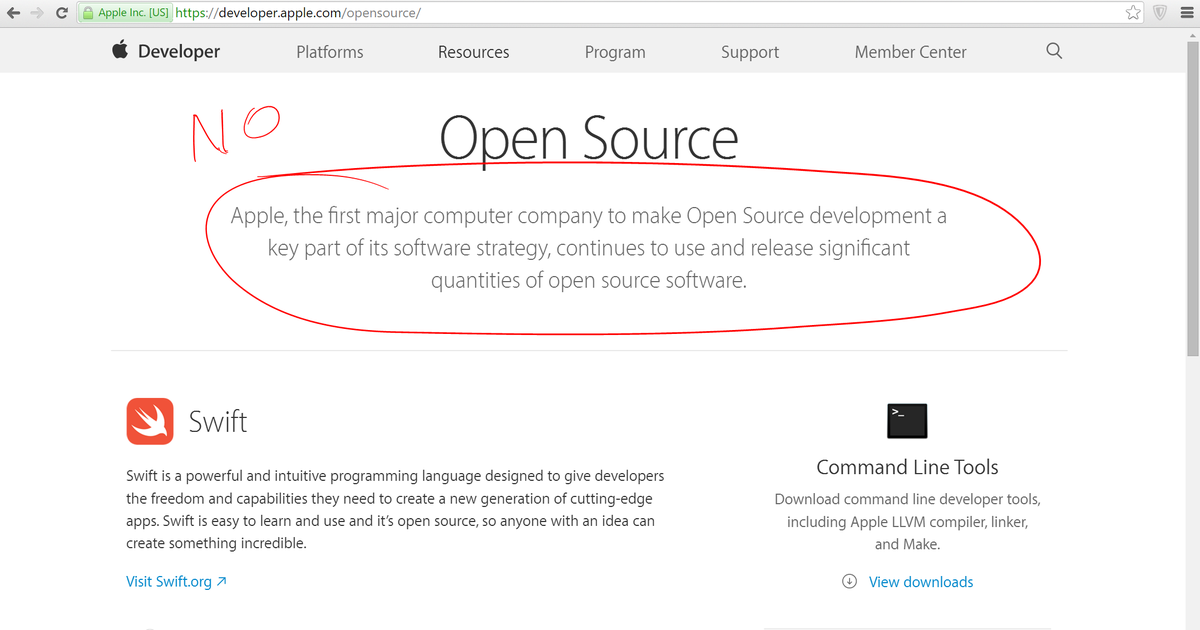 Apple Inc. [US] https://developer.apple.com/opensource/
Developer Platforms Resources Program Support Member Center
NO
Open Source
Apple, the first major computer company to make Open Source development a
key part of its software strategy, continues to use and release significant
quantities of open source software.
Swift
Swift is a powerful and intuitive programming language designed to give developers
the freedom and capabilities they need to create a new generation of cutting-edge
apps. Swift is easy to learn and use and it’s open source, so anyone with an idea can
create something incredible.
Visit Swift.org
>_
Command Line Tools
Download command line developer tools,
including Apple LLVM compiler, linker,
and Make.
View downloads